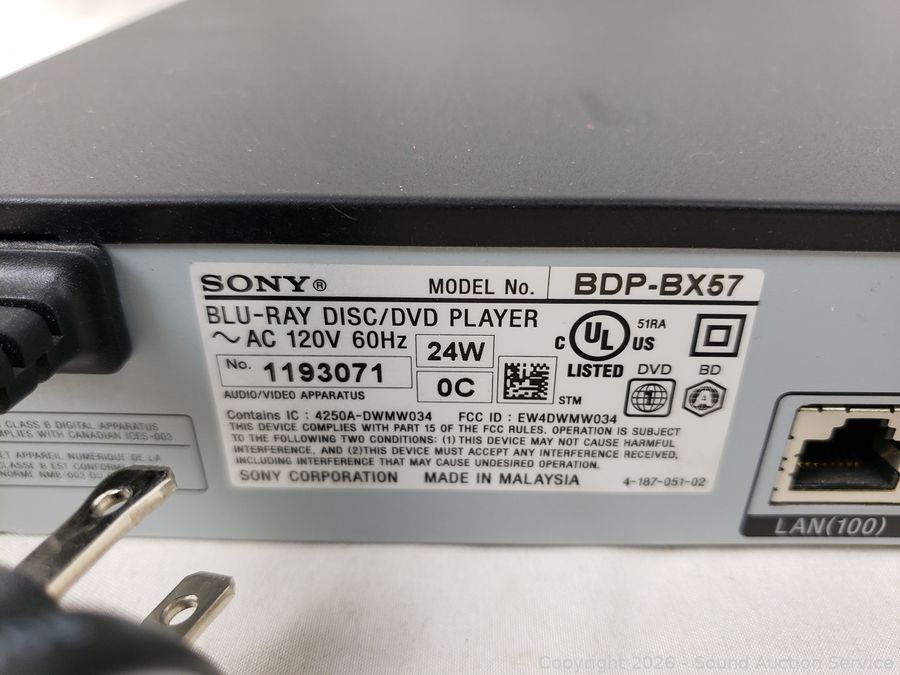 SONY® MODEL No. BDP-BX57
BLU-RAY DISC/DVD PLAYER
~ AC 120V 60Hz 24W
No. 1193071 0C
AUDIO/VIDEO APPARATUS
STM
C UL US 51RA
LISTED DVD BD
Contains IC : 4250A-DWMW034 FCC ID : EW4DWMW034
THIS DEVICE COMPLIES WITH PART 15 OF THE FCC RULES. OPERATION IS SUBJECT
TO THE FOLLOWING TWO CONDITIONS: (1) THIS DEVICE MAY NOT CAUSE HARMFUL
INTERFERENCE, AND (2)THIS DEVICE MUST ACCEPT ANY INTERFERENCE RECEIVED,
INCLUDING INTERFERENCE THAT MAY CAUSE UNDESIRED OPERATION.
SONY CORPORATION MADE IN MALAYSIA 4-187-051-02
CLASS B DIGITAL APPARATUS
WITH CANADIAN ICES-003
APPAREIL NUMÉRIQUE DE LA
CLASSE B EST
NORME NMB-003 DU
LAN(100)
Copyright 2026 - Sound Auction Service